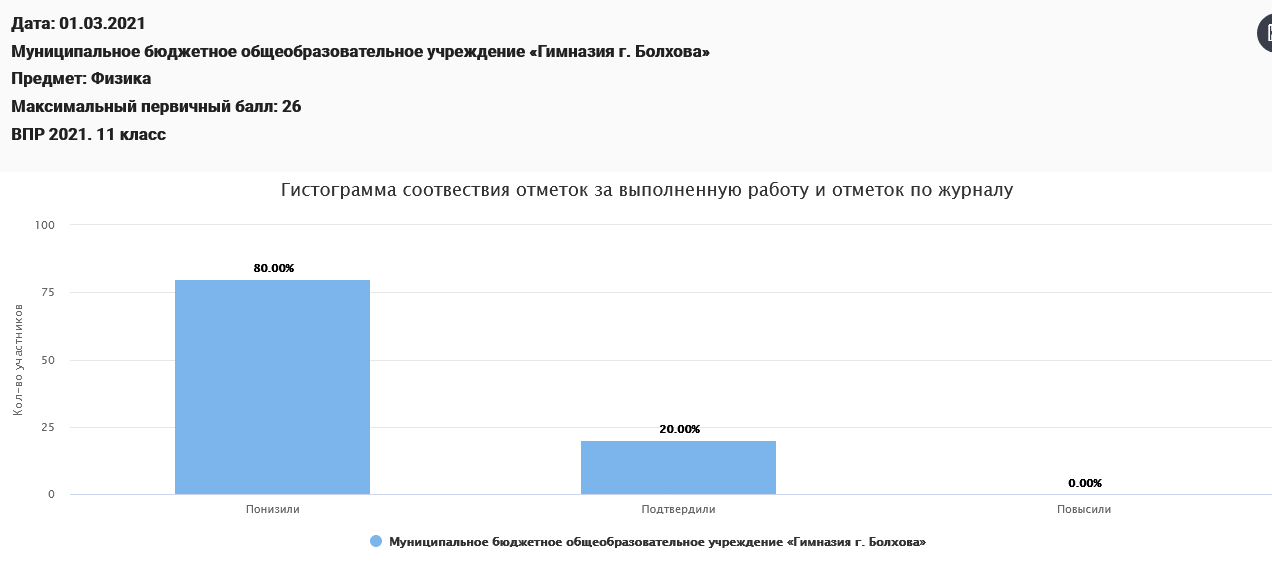 Дата: 01.03.2021
Муниципальное бюджетное общеобразовательное учреждение «Гимназия г. Болхова»
Предмет: Физика
Максимальный первичный балл: 26
ВПР 2021. 11 класс
Гистограмма соотвествия отметок за выполненную работу и отметок по журналу
Кол-во участников
100
75
50
25
0
80.00%
20.00%
0.00%
Понизили
Подтвердили
Повысили
Муниципальное бюджетное общеобразовательное учреждение «Гимназия г. Болхова»